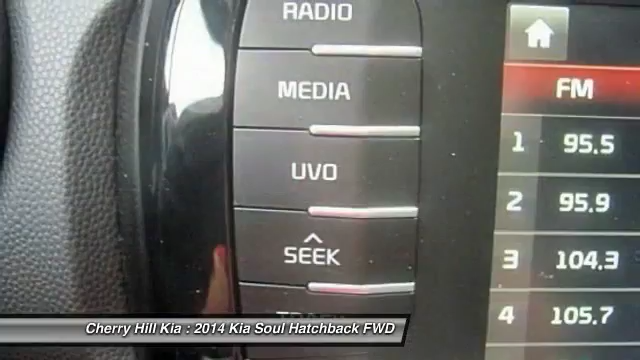 RADIO
MEDIA
UVO
SEEK
FM
1 95.5
2 95.9
3 104.3
4 105.7
Cherry Hill Kia : 2014 Kia Soul Hatchback FWD